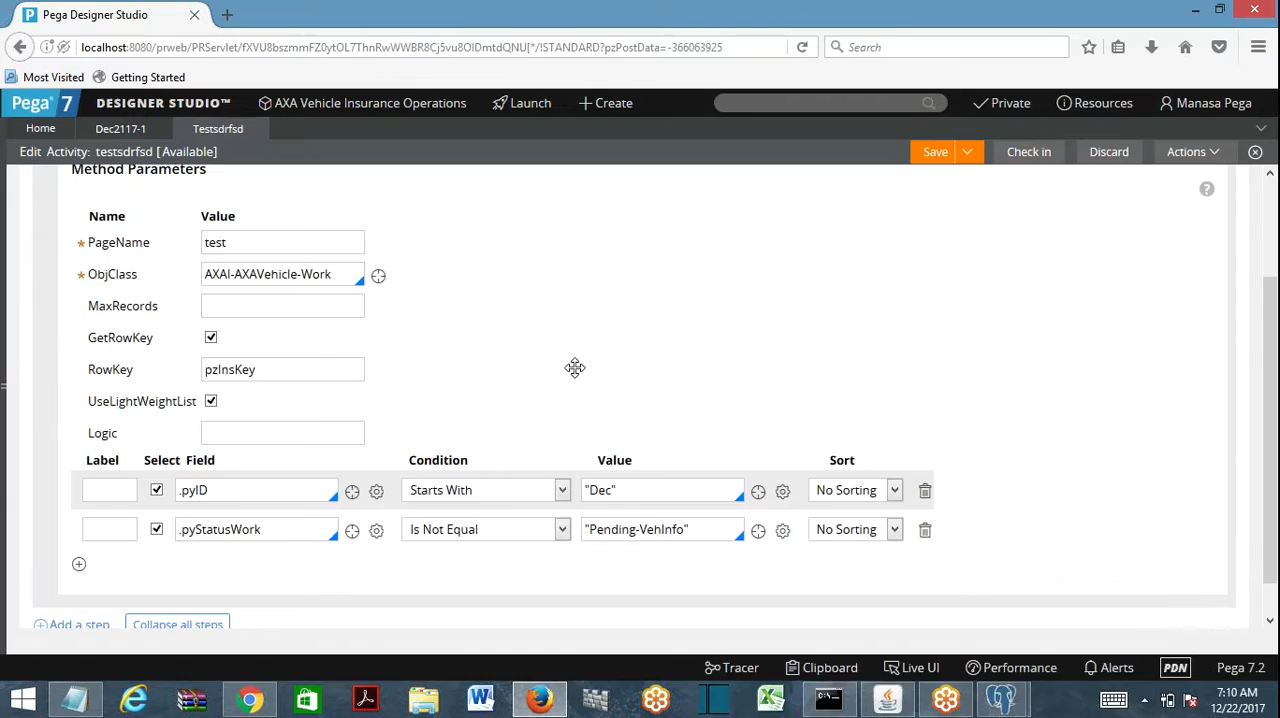 Pega Designer Studio
localhost:8080/prweb/PRServlet/fXVU8bszmmFZ0ytOL7ThnRwWWBR8Cj5vu8OlDmtdQNU[*/!STANDARD?pzPostData=-366063925
Search
Most Visited Getting Started
Pega 7 DESIGNER STUDIO™ AXA Vehicle Insurance Operations Launch Create Private Resources Manasa Pega
Home Dec2117-1 Testsdrfsd
Edit Activity: testsdrfsd [Available] Save Check in Discard Actions
Method Parameters
Name Value
* PageName test
* ObjClass AXAI-AXAVehicle-Work
MaxRecords
GetRowKey
RowKey pzInsKey
UseLightWeightList
Logic
Label Select Field Condition Value Sort
.pyID Starts With "Dec" No Sorting
.pyStatusWork Is Not Equal "Pending-VehInfo" No Sorting
Add a step Collapse all steps
Tracer Clipboard Live UI Performance Alerts PDN Pega 7.2
7:10 AM
12/22/2017